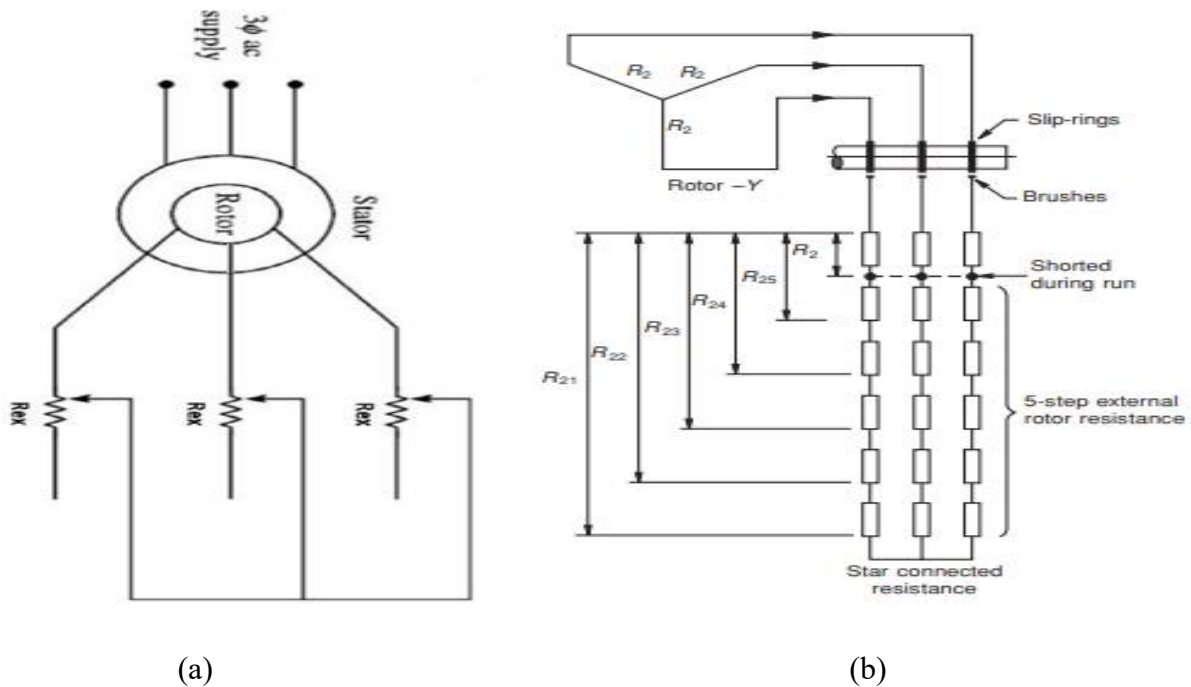 3ϕ ac
supply
Rotor
Stator
Rex
Rex
Rex
(a)
R₂
R₂
R₂
Rotor –Y
Slip-rings
Brushes
R₂
R₂₅
R₂₄
R₂₃
R₂₂
R₂₁
Shorted
during run
5-step external
rotor resistance
Star connected
resistance
(b)